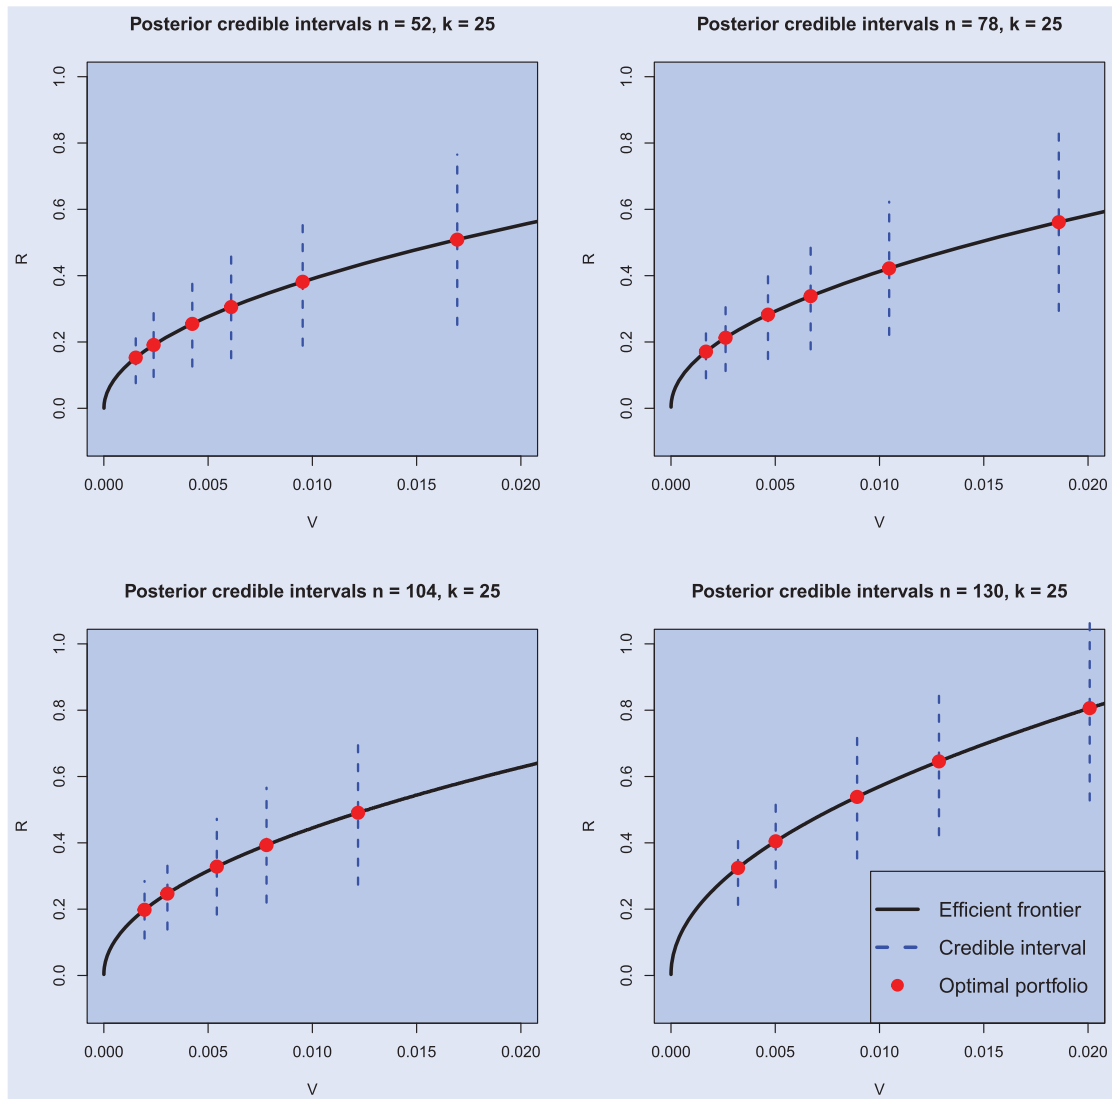 Posterior credible intervals n = 52, k = 25
R
1.0
0.8
0.6
0.4
0.2
0.0
0.000 0.005 0.010 0.015 0.020
V
Posterior credible intervals n = 78, k = 25
R
1.0
0.8
0.6
0.4
0.2
0.0
0.000 0.005 0.010 0.015 0.020
V
Posterior credible intervals n = 104, k = 25
R
1.0
0.8
0.6
0.4
0.2
0.0
0.000 0.005 0.010 0.015 0.020
V
Posterior credible intervals n = 130, k = 25
R
1.0
0.8
0.6
0.4
0.2
0.0
Efficient frontier
Credible interval
Optimal portfolio
0.000 0.005 0.010 0.015 0.020
V